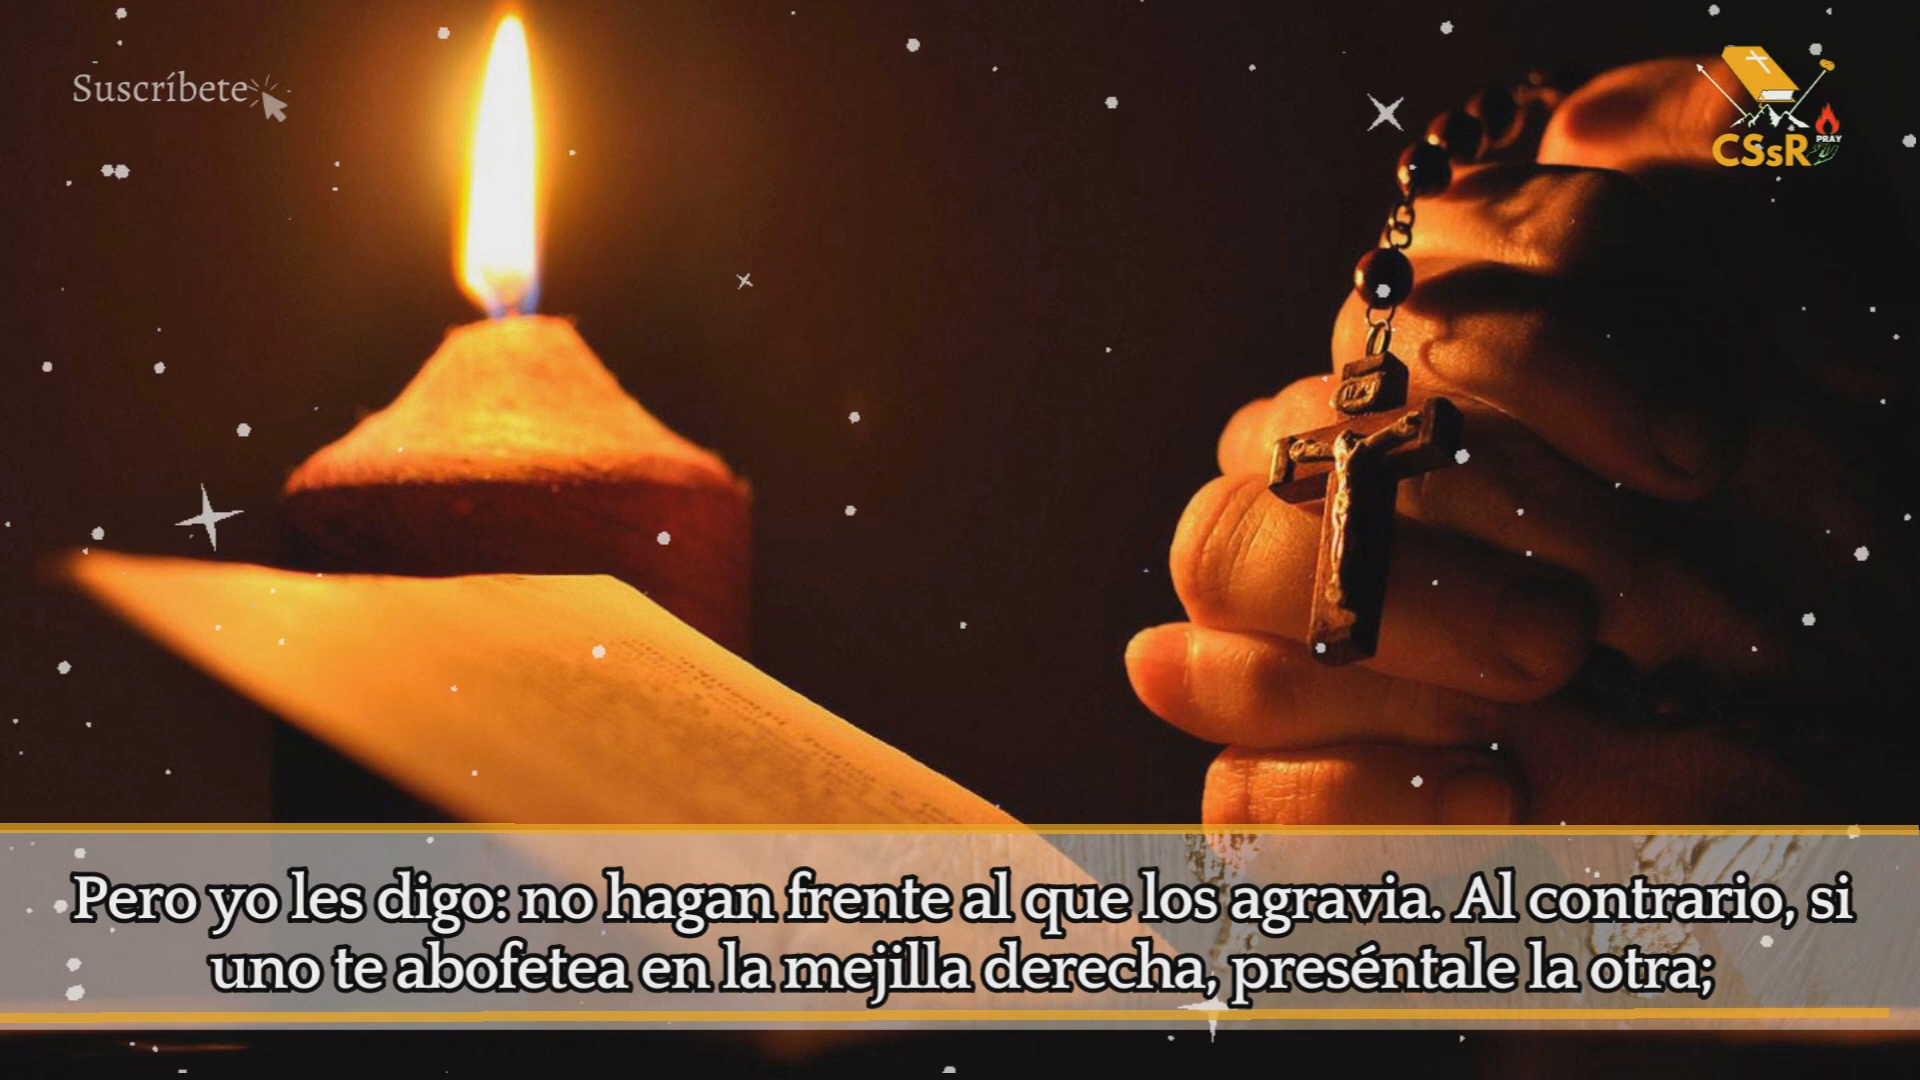 Suscríbete
CSsR
PRAY
Pero yo les digo: no hagan frente al que los agravia. Al contrario, si
uno te abofetea en la mejilla derecha, preséntale la otra;